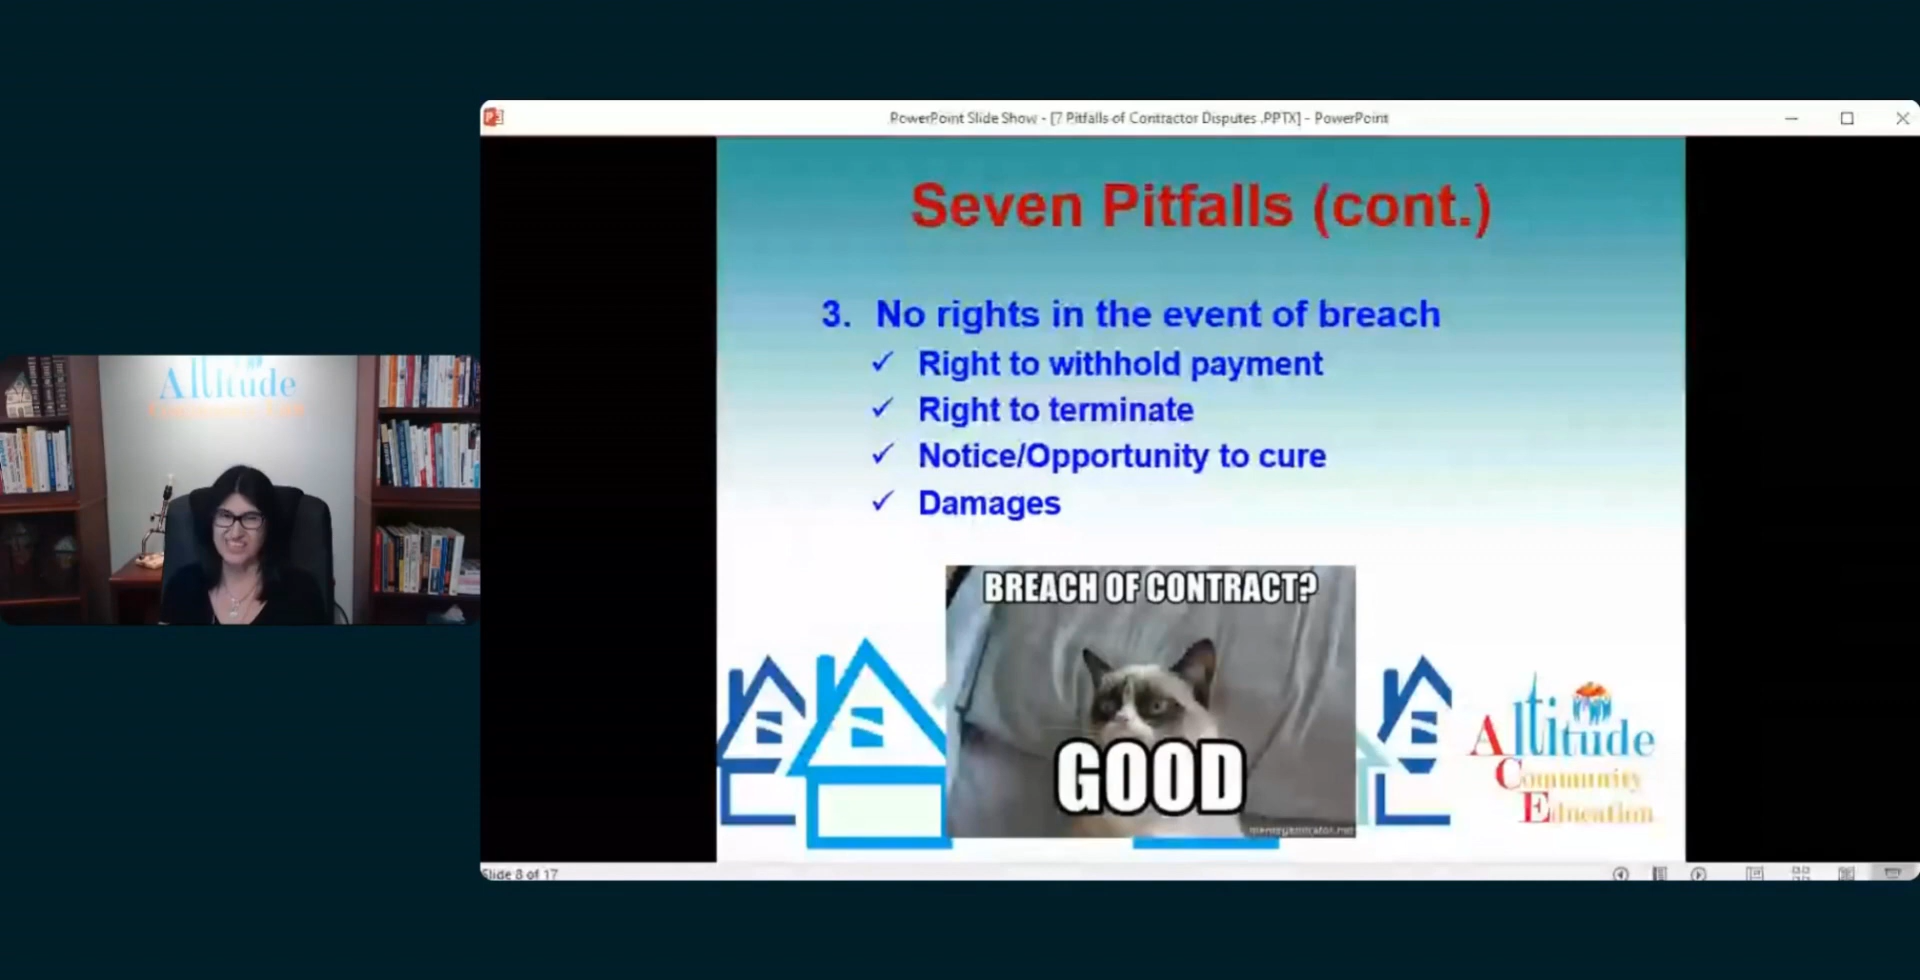 PowerPoint Slide Show - [7 Pitfalls of Contractor Disputes .PPTX] - PowerPoint
Seven Pitfalls (cont.)
3. No rights in the event of breach
✓ Right to withhold payment
✓ Right to terminate
✓ Notice/Opportunity to cure
✓ Damages
BREACH OF CONTRACT?
GOOD
Altitude
Community
Education
Altitude
Slide 8 of 17